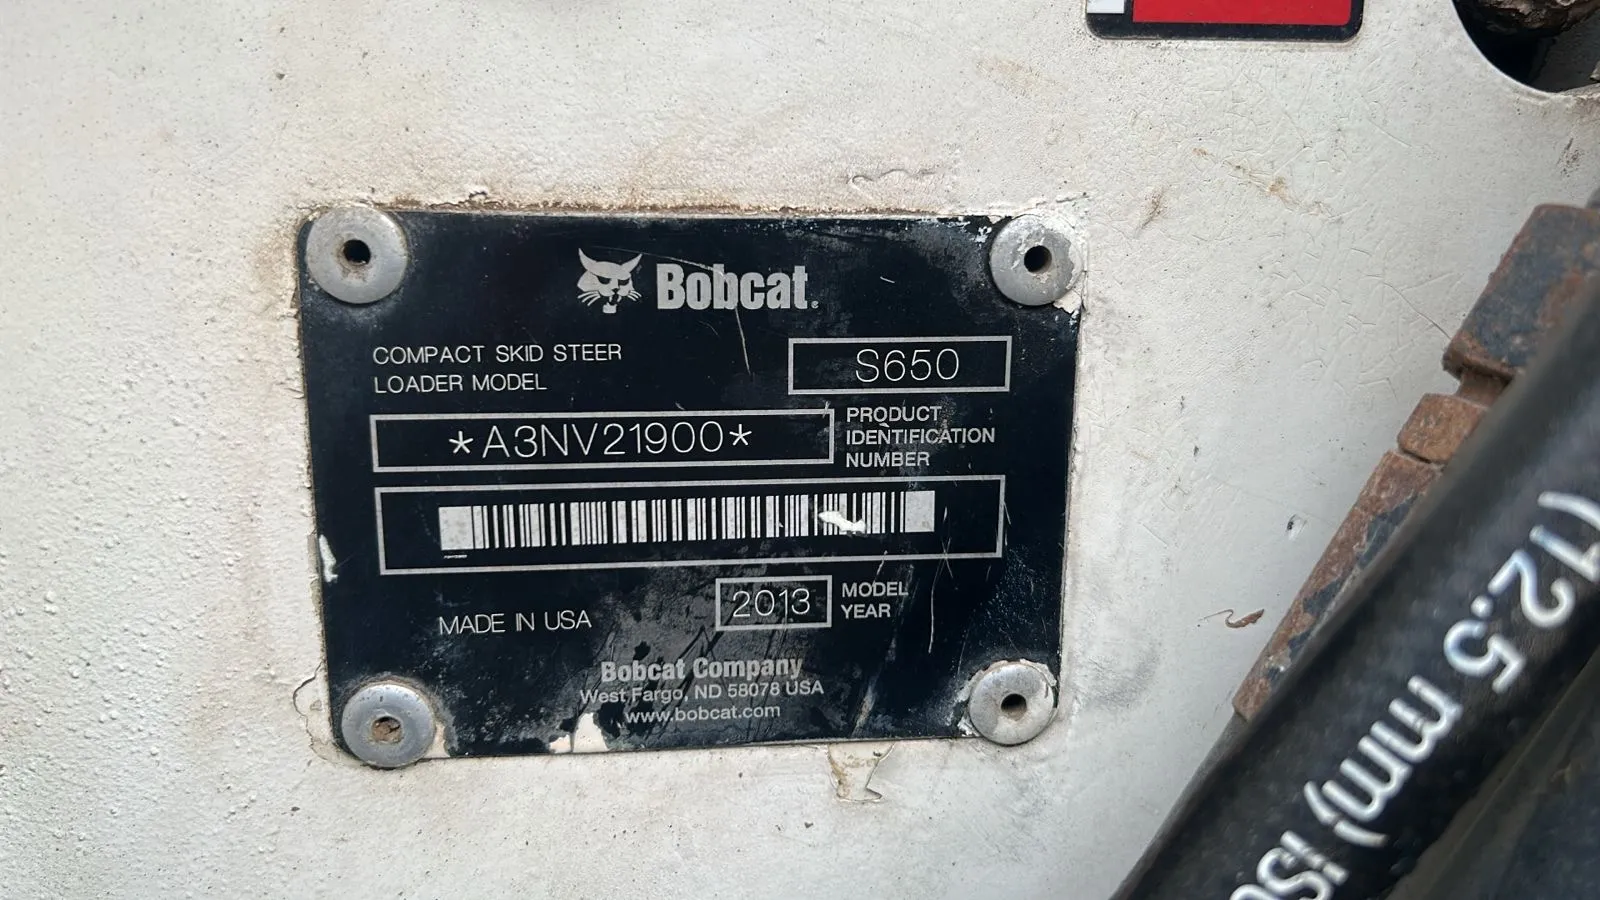 Bobcat.
COMPACT SKID STEER
LOADER MODEL
S650
*A3NV21900*
PRODUCT
IDENTIFICATION
NUMBER
MADE IN USA
2013
MODEL
YEAR
Bobcat Company
West Fargo, ND 58078 USA
www.bobcat.com
(12.5 mm)